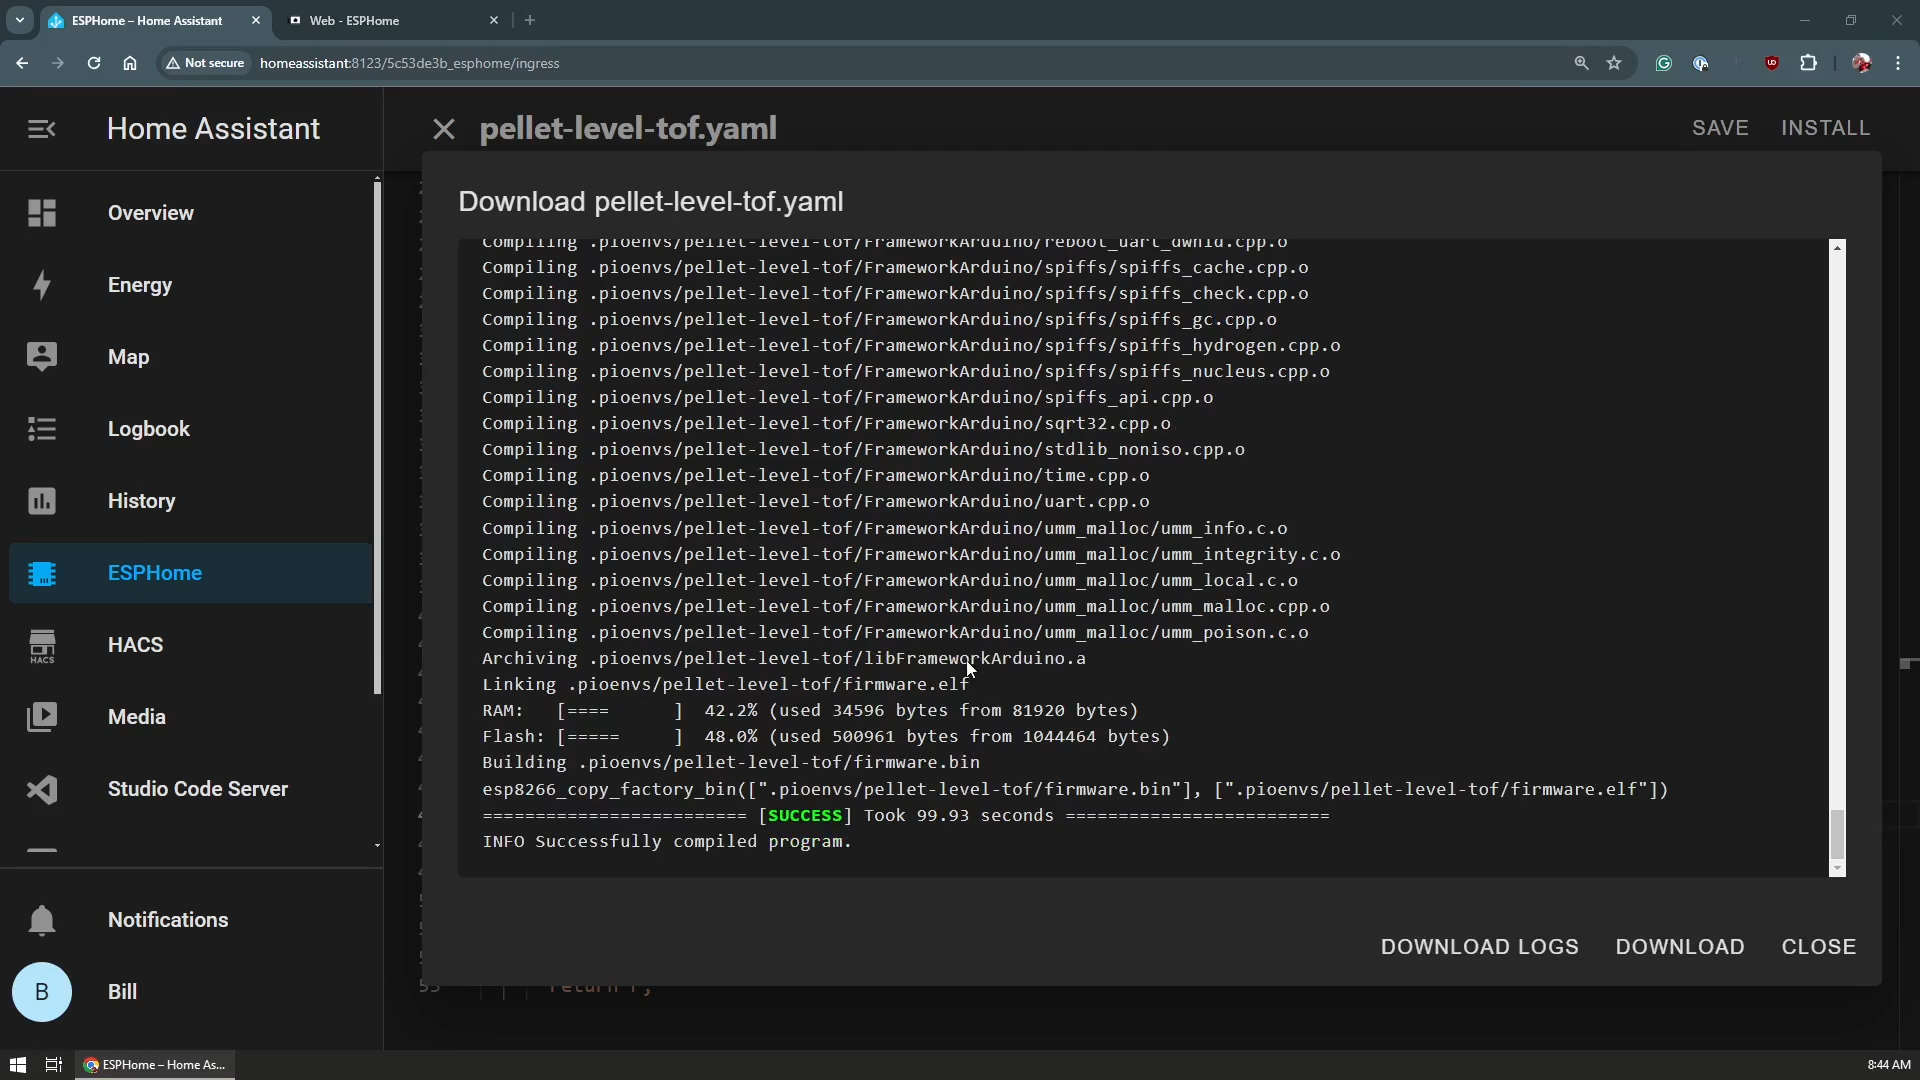 ESPHome – Home Assistant
Web - ESPHome
Not secure
homeassistant:8123/5c53de3b_esphome/ingress
Home Assistant
pellet-level-tof.yaml
SAVE
INSTALL
Overview
Energy
Map
Logbook
History
ESPHome
HACS
HACS
Media
Studio Code Server
Notifications
B
Bill
Download pellet-level-tof.yaml
Compiling .pioenvs/pellet-level-tof/FrameworkArduino/reboot_uart_dwnld.cpp.o
Compiling .pioenvs/pellet-level-tof/FrameworkArduino/spiffs/spiffs_cache.cpp.o
Compiling .pioenvs/pellet-level-tof/FrameworkArduino/spiffs/spiffs_check.cpp.o
Compiling .pioenvs/pellet-level-tof/FrameworkArduino/spiffs/spiffs_gc.cpp.o
Compiling .pioenvs/pellet-level-tof/FrameworkArduino/spiffs/spiffs_hydrogen.cpp.o
Compiling .pioenvs/pellet-level-tof/FrameworkArduino/spiffs/spiffs_nucleus.cpp.o
Compiling .pioenvs/pellet-level-tof/FrameworkArduino/spiffs_api.cpp.o
Compiling .pioenvs/pellet-level-tof/FrameworkArduino/sqrt32.cpp.o
Compiling .pioenvs/pellet-level-tof/FrameworkArduino/stdlib_noniso.cpp.o
Compiling .pioenvs/pellet-level-tof/FrameworkArduino/time.cpp.o
Compiling .pioenvs/pellet-level-tof/FrameworkArduino/uart.cpp.o
Compiling .pioenvs/pellet-level-tof/FrameworkArduino/umm_malloc/umm_info.c.o
Compiling .pioenvs/pellet-level-tof/FrameworkArduino/umm_malloc/umm_integrity.c.o
Compiling .pioenvs/pellet-level-tof/FrameworkArduino/umm_malloc/umm_local.c.o
Compiling .pioenvs/pellet-level-tof/FrameworkArduino/umm_malloc/umm_malloc.cpp.o
Compiling .pioenvs/pellet-level-tof/FrameworkArduino/umm_malloc/umm_poison.c.o
Archiving .pioenvs/pellet-level-tof/libFrameworkArduino.a
Linking .pioenvs/pellet-level-tof/firmware.elf
RAM:   [====      ]  42.2% (used 34596 bytes from 81920 bytes)
Flash: [=====     ]  48.0% (used 500961 bytes from 1044464 bytes)
Building .pioenvs/pellet-level-tof/firmware.bin
esp8266_copy_factory_bin([".pioenvs/pellet-level-tof/firmware.bin"], [".pioenvs/pellet-level-tof/firmware.elf"])
========================= [SUCCESS] Took 99.93 seconds =========================
INFO Successfully compiled program.
DOWNLOAD LOGS
DOWNLOAD
CLOSE
ESPHome – Home As...
8:44 AM